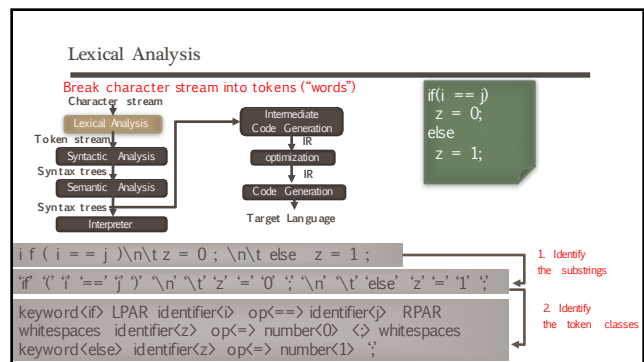 Lexical Analysis
Break character stream into tokens (“words”)
Character stream
Lexical Analysis
Token stream
Syntactic Analysis
Syntax trees
Semantic Analysis
Syntax trees
Interpreter
Intermediate
Code Generation
IR
optimization
IR
Code Generation
Target Language
if(i == j)
z = 0;
else
z = 1;
i f ( i = = j )\n\t z = 0 ; \n\t else z = 1 ;
‘if’ ‘(’ ‘i’ ‘==’ ‘j’ ‘)’ ‘\n’ ‘\t’ ‘z’ ‘=’ ‘0’ ‘;’ ‘\n’ ‘\t’ ‘else’ ‘z’ ‘=’ ‘1’ ‘;’
1. Identify
the substrings
keyword<if> LPAR identifier<i> op<==> identifier<j> RPAR
whitespaces identifier<z> op<=> number<0> <;> whitespaces
keyword<else> identifier<z> op<=> number<1> ‘;’
2. Identify
the token classes